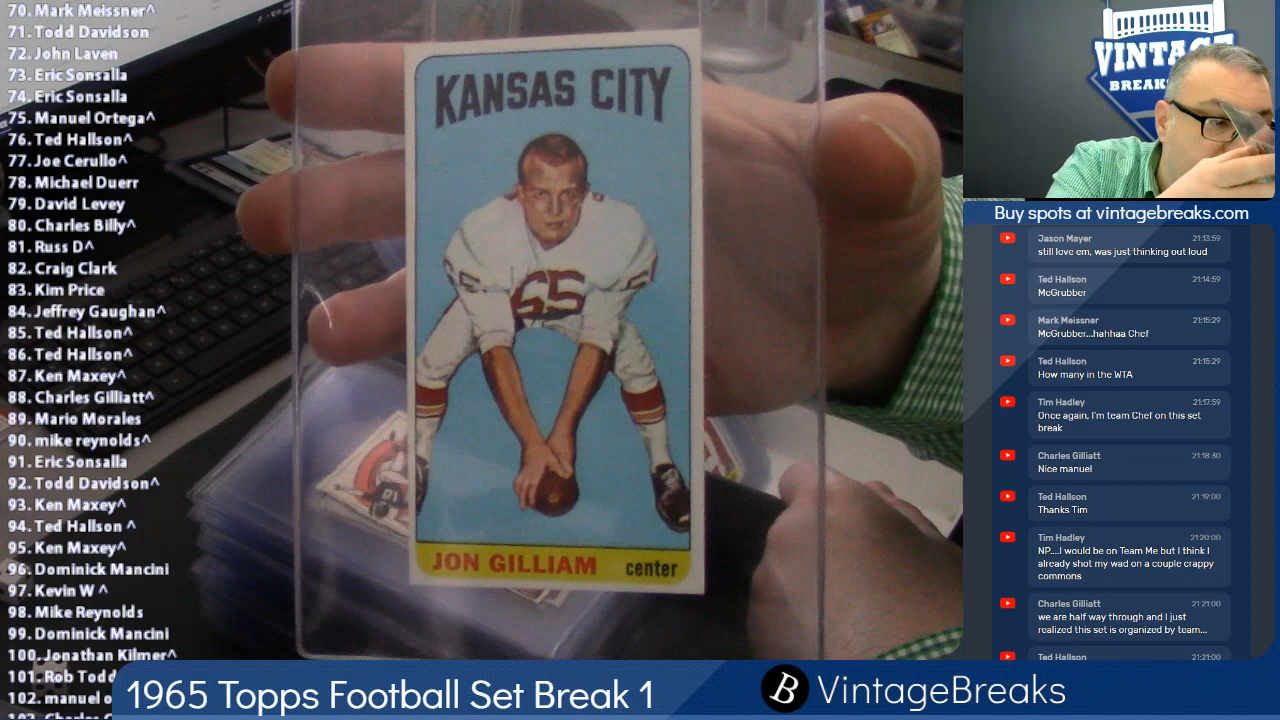 70. Mark Meissner^
71. Todd Davidson
72. John Laven
73. Eric Sonsalla
74. Eric Sonsalla
75. Manuel Ortega^
76. Ted Hallson^
77. Joe Cerullo^
78. Michael Duerr
79. David Levey
80. Charles Billy^
81. Russ D^
82. Craig Clark
83. Kim Price
84. Jeffrey Gaughan^
85. Ted Hallson^
86. Ted Hallson^
87. Ken Maxey^
88. Charles Gilliatt^
89. Mario Morales
90. mike reynolds^
91. Eric Sonsalla
92. Todd Davidson^
93. Ken Maxey^
94. Ted Hallson ^
95. Ken Maxey^
96. Dominick Mancini
97. Kevin W ^
98. Mike Reynolds
99. Dominick Mancini
100. Jonathan Kilmer^
101. Rob Todd
102. manuel o
KANSAS CITY
65
JON GILLIAM center
VINTAGE
BREAKS
Buy spots at vintagebreaks.com
Jason Mayer 21:13:59
still love em, was just thinking out loud
Ted Hallson 21:14:59
McGrubber
Mark Meissner 21:15:29
McGrubber...hahhaa Chef
Ted Hallson 21:15:29
How many in the WTA
Tim Hadley 21:17:59
Once again, I'm team Chef on this set
break
Charles Gilliatt 21:18:30
Nice manuel
Ted Hallson 21:19:00
Thanks Tim
Tim Hadley 21:20:00
NP....I would be on Team Me but I think I
already shot my wad on a couple crappy
commons
Charles Gilliatt 21:21:00
we are half way through and I just
realized this set is organized by team...
Ted Hallson 21:21:00
1965 Topps Football Set Break 1
B VintageBreaks